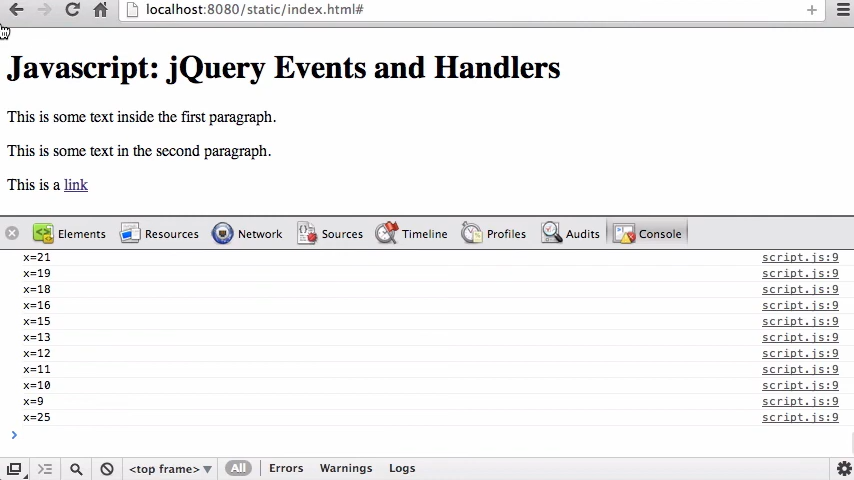 localhost:8080/static/index.html#
Javascript: jQuery Events and Handlers
This is some text inside the first paragraph.
This is some text in the second paragraph.
This is a link
Elements Resources Network Sources Timeline Profiles Audits Console
x=21 script.js:9
x=19 script.js:9
x=18 script.js:9
x=16 script.js:9
x=15 script.js:9
x=13 script.js:9
x=12 script.js:9
x=11 script.js:9
x=10 script.js:9
x=9 script.js:9
x=25 script.js:9
<top frame> All Errors Warnings Logs